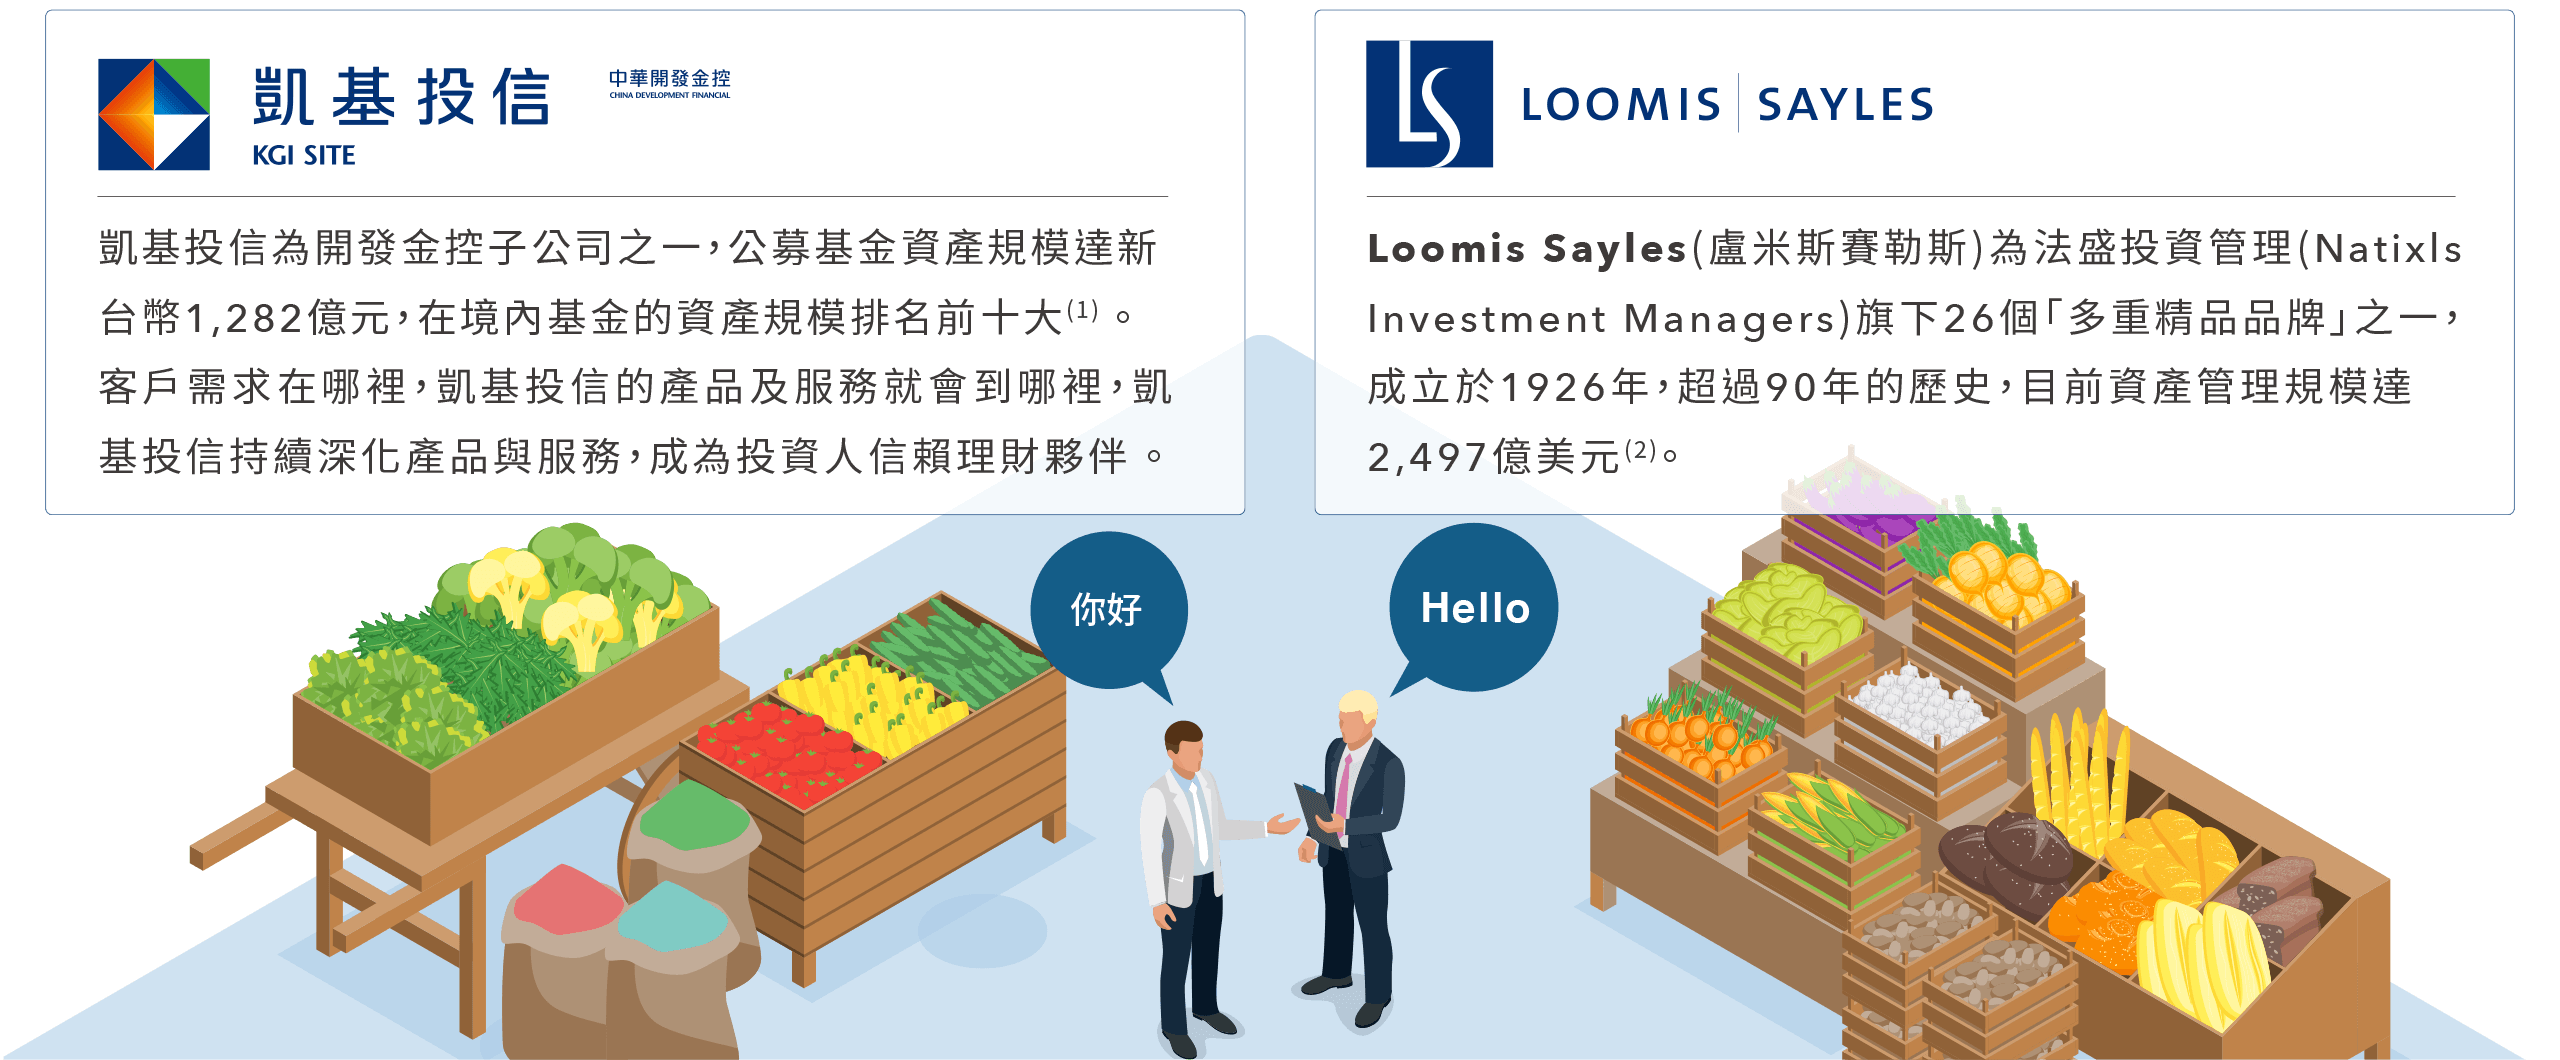 凱基投信
KGI SITE
中華開發金控
CHINA DEVELOPMENT FINANCIAL
凱基投信為開發金控子公司之一，公募基金資產規模達新
台幣1,282億元，在境內基金的資產規模排名前十大(1)。
客戶需求在哪裡，凱基投信的產品及服務就會到哪裡，凱
基投信持續深化產品與服務，成為投資人信賴理財夥伴。
LS
LOOMIS | SAYLES
Loomis Sayles(盧米斯賽勒斯)為法盛投資管理(Natixls
Investment Managers)旗下26個「多重精品品牌」之一，
成立於1926年，超過90年的歷史，目前資產管理規模達
2,497億美元(2)。
你好
Hello